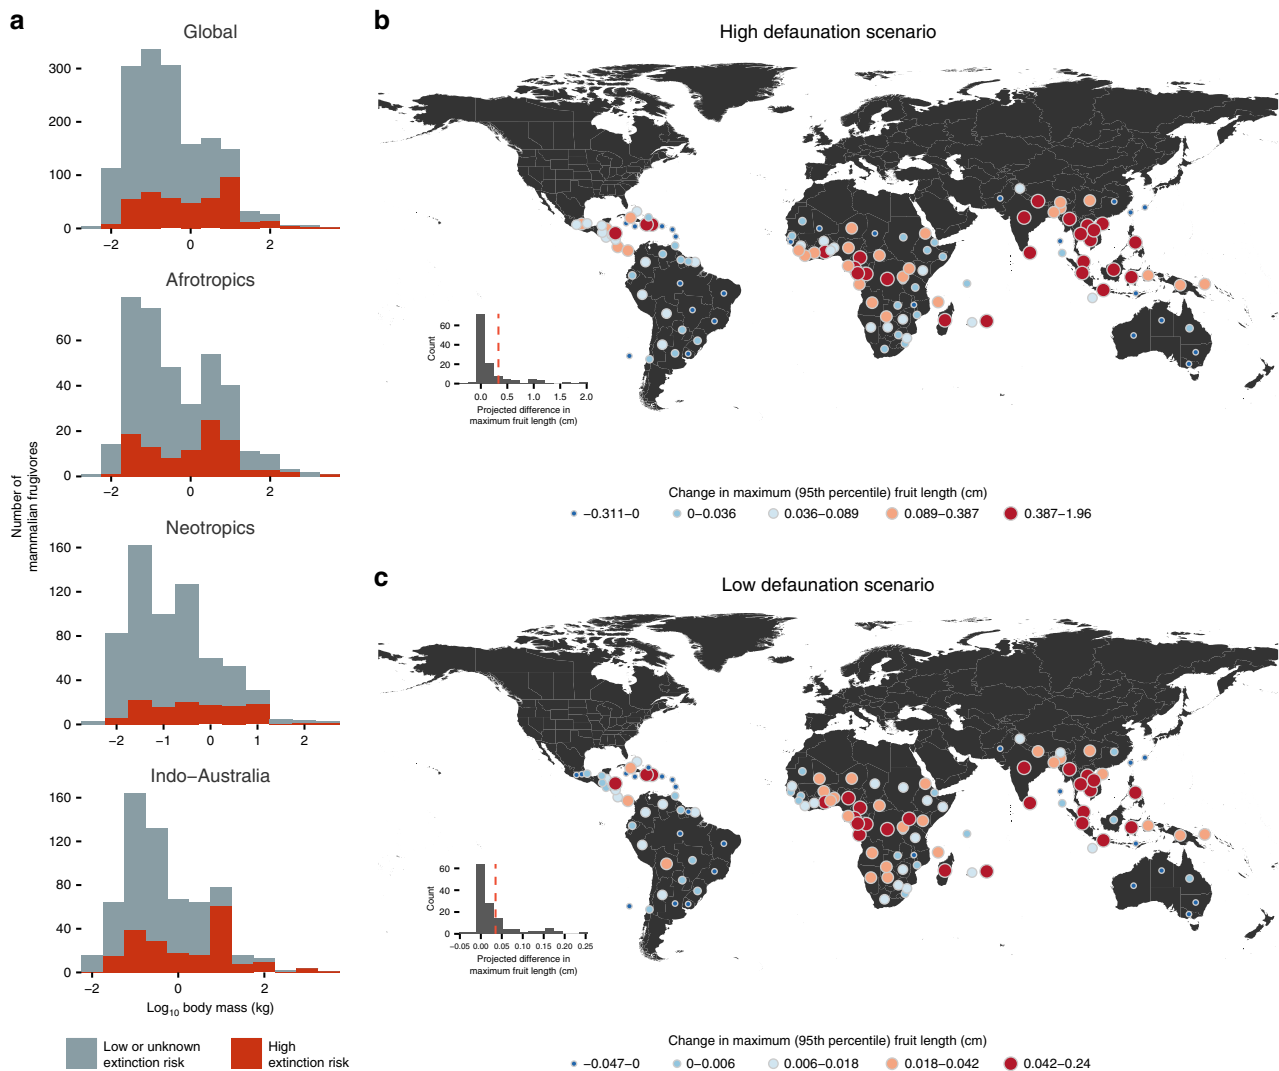 a
Global
300
200
100
0
−2
0
2
Afrotropics
60
40
20
0
−2
0
2
Neotropics
160
120
80
40
0
−2
−1
0
1
2
Indo−Australia
160
120
80
40
0
−2
0
2
Number of
mammalian frugivores
Log10 body mass (kg)
Low or unknown
extinction risk
High
extinction risk
b
High defaunation scenario
Count
60
40
20
0
0.0
0.5
1.0
1.5
2.0
Projected difference in
maximum fruit length (cm)
Change in maximum (95th percentile) fruit length (cm)
−0.311−0
0−0.036
0.036−0.089
0.089−0.387
0.387−1.96
c
Low defaunation scenario
Count
60
40
20
0
−0.05
0.00
0.05
0.10
0.15
0.20
0.25
Projected difference in
maximum fruit length (cm)
Change in maximum (95th percentile) fruit length (cm)
−0.047−0
0−0.006
0.006−0.018
0.018−0.042
0.042−0.24